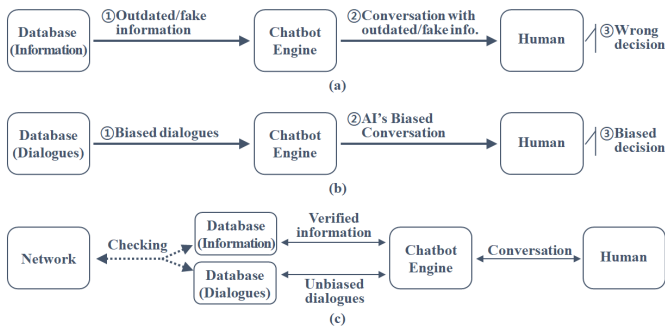 Database
(Information)
①Outdated/fake
information
Chatbot
Engine
②Conversation with
outdated/fake info.
Human
③Wrong
decision
(a)
Database
(Dialogues)
①Biased dialogues
Chatbot
Engine
②AI's Biased
Conversation
Human
③Biased
decision
(b)
Network
Checking
Database
(Information)
Database
(Dialogues)
Verified
information
Unbiased
dialogues
Chatbot
Engine
Conversation
Human
(c)